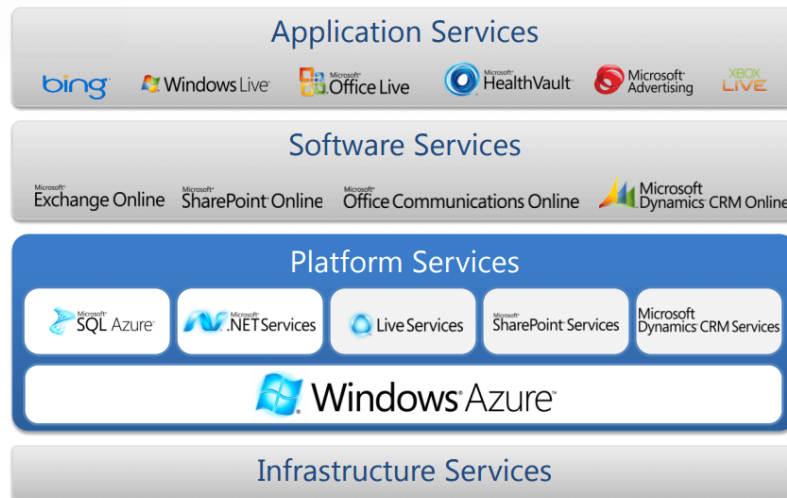 Application Services
bing Windows Live Microsoft Office Live Microsoft HealthVault Microsoft Advertising XBOX LIVE
Software Services
Microsoft Exchange Online Microsoft SharePoint Online Microsoft Office Communications Online Microsoft Dynamics CRM Online
Platform Services
Microsoft SQL Azure Microsoft .NET Services Live Services Microsoft SharePoint Services Microsoft Dynamics CRM Services
Windows Azure
Infrastructure Services